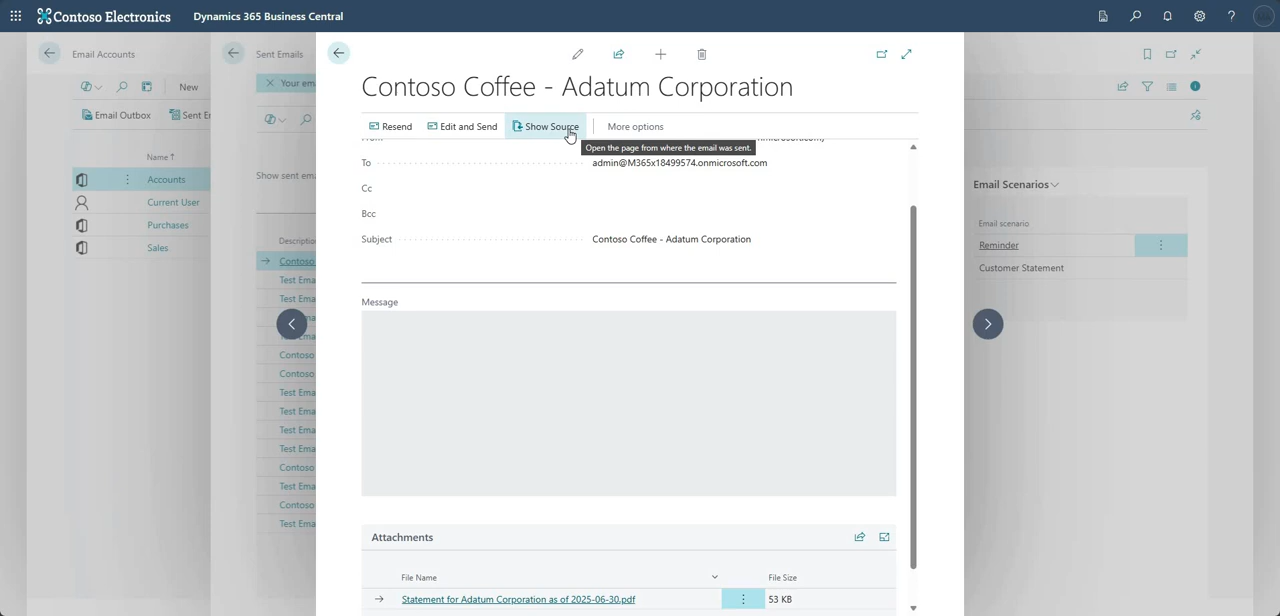 Contoso Electronics
Dynamics 365 Business Central
Email Accounts
Sent Emails
New
Email Outbox
Sent E
Name ↑
Accounts
Current User
Purchases
Sales
Your em
Show sent em
Descriptio
Contoso
Test Ema
Test Ema
Contoso
Contoso
Test Ema
Test Ema
Test Ema
Test Ema
Contoso
Test Ema
Contoso
Test Ema
Contoso Coffee - Adatum Corporation
Resend
Edit and Send
Show Source
More options
Open the page from where the email was sent.
To
admin@M365x18499574.onmicrosoft.com
Cc
Bcc
Subject
Contoso Coffee - Adatum Corporation
Message
Attachments
File Name
File Size
Statement for Adatum Corporation as of 2025-06-30.pdf
53 KB
Email Scenarios
Email scenario
Reminder
Customer Statement